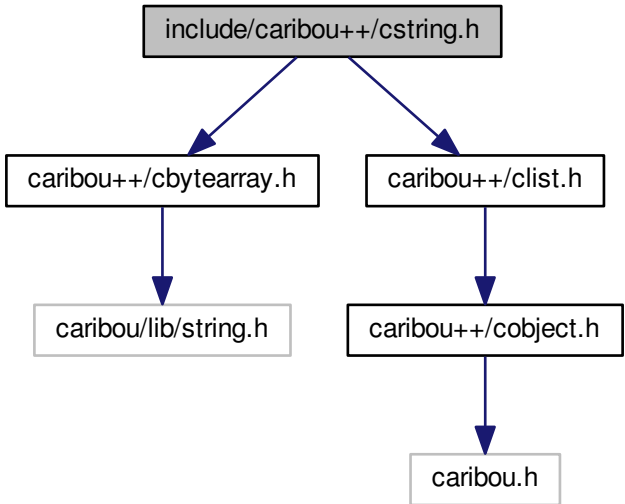 include/caribou++/cstring.h
caribou++/cbytearray.h
caribou++/clist.h
caribou/lib/string.h
caribou++/cobject.h
caribou.h